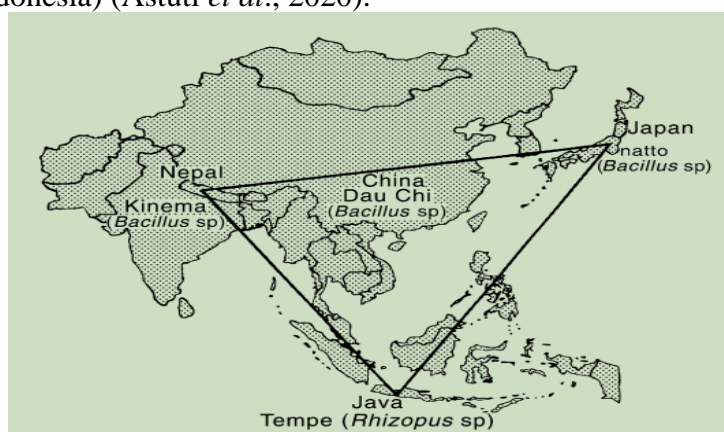 donesia) (Astuti et al., 2020).
Japan
natto
(Bacillus sp)
Nepal
China
Dau Chi
(Bacillus sp)
Kinema
(Bacillus sp)
Java
Tempe (Rhizopus sp)